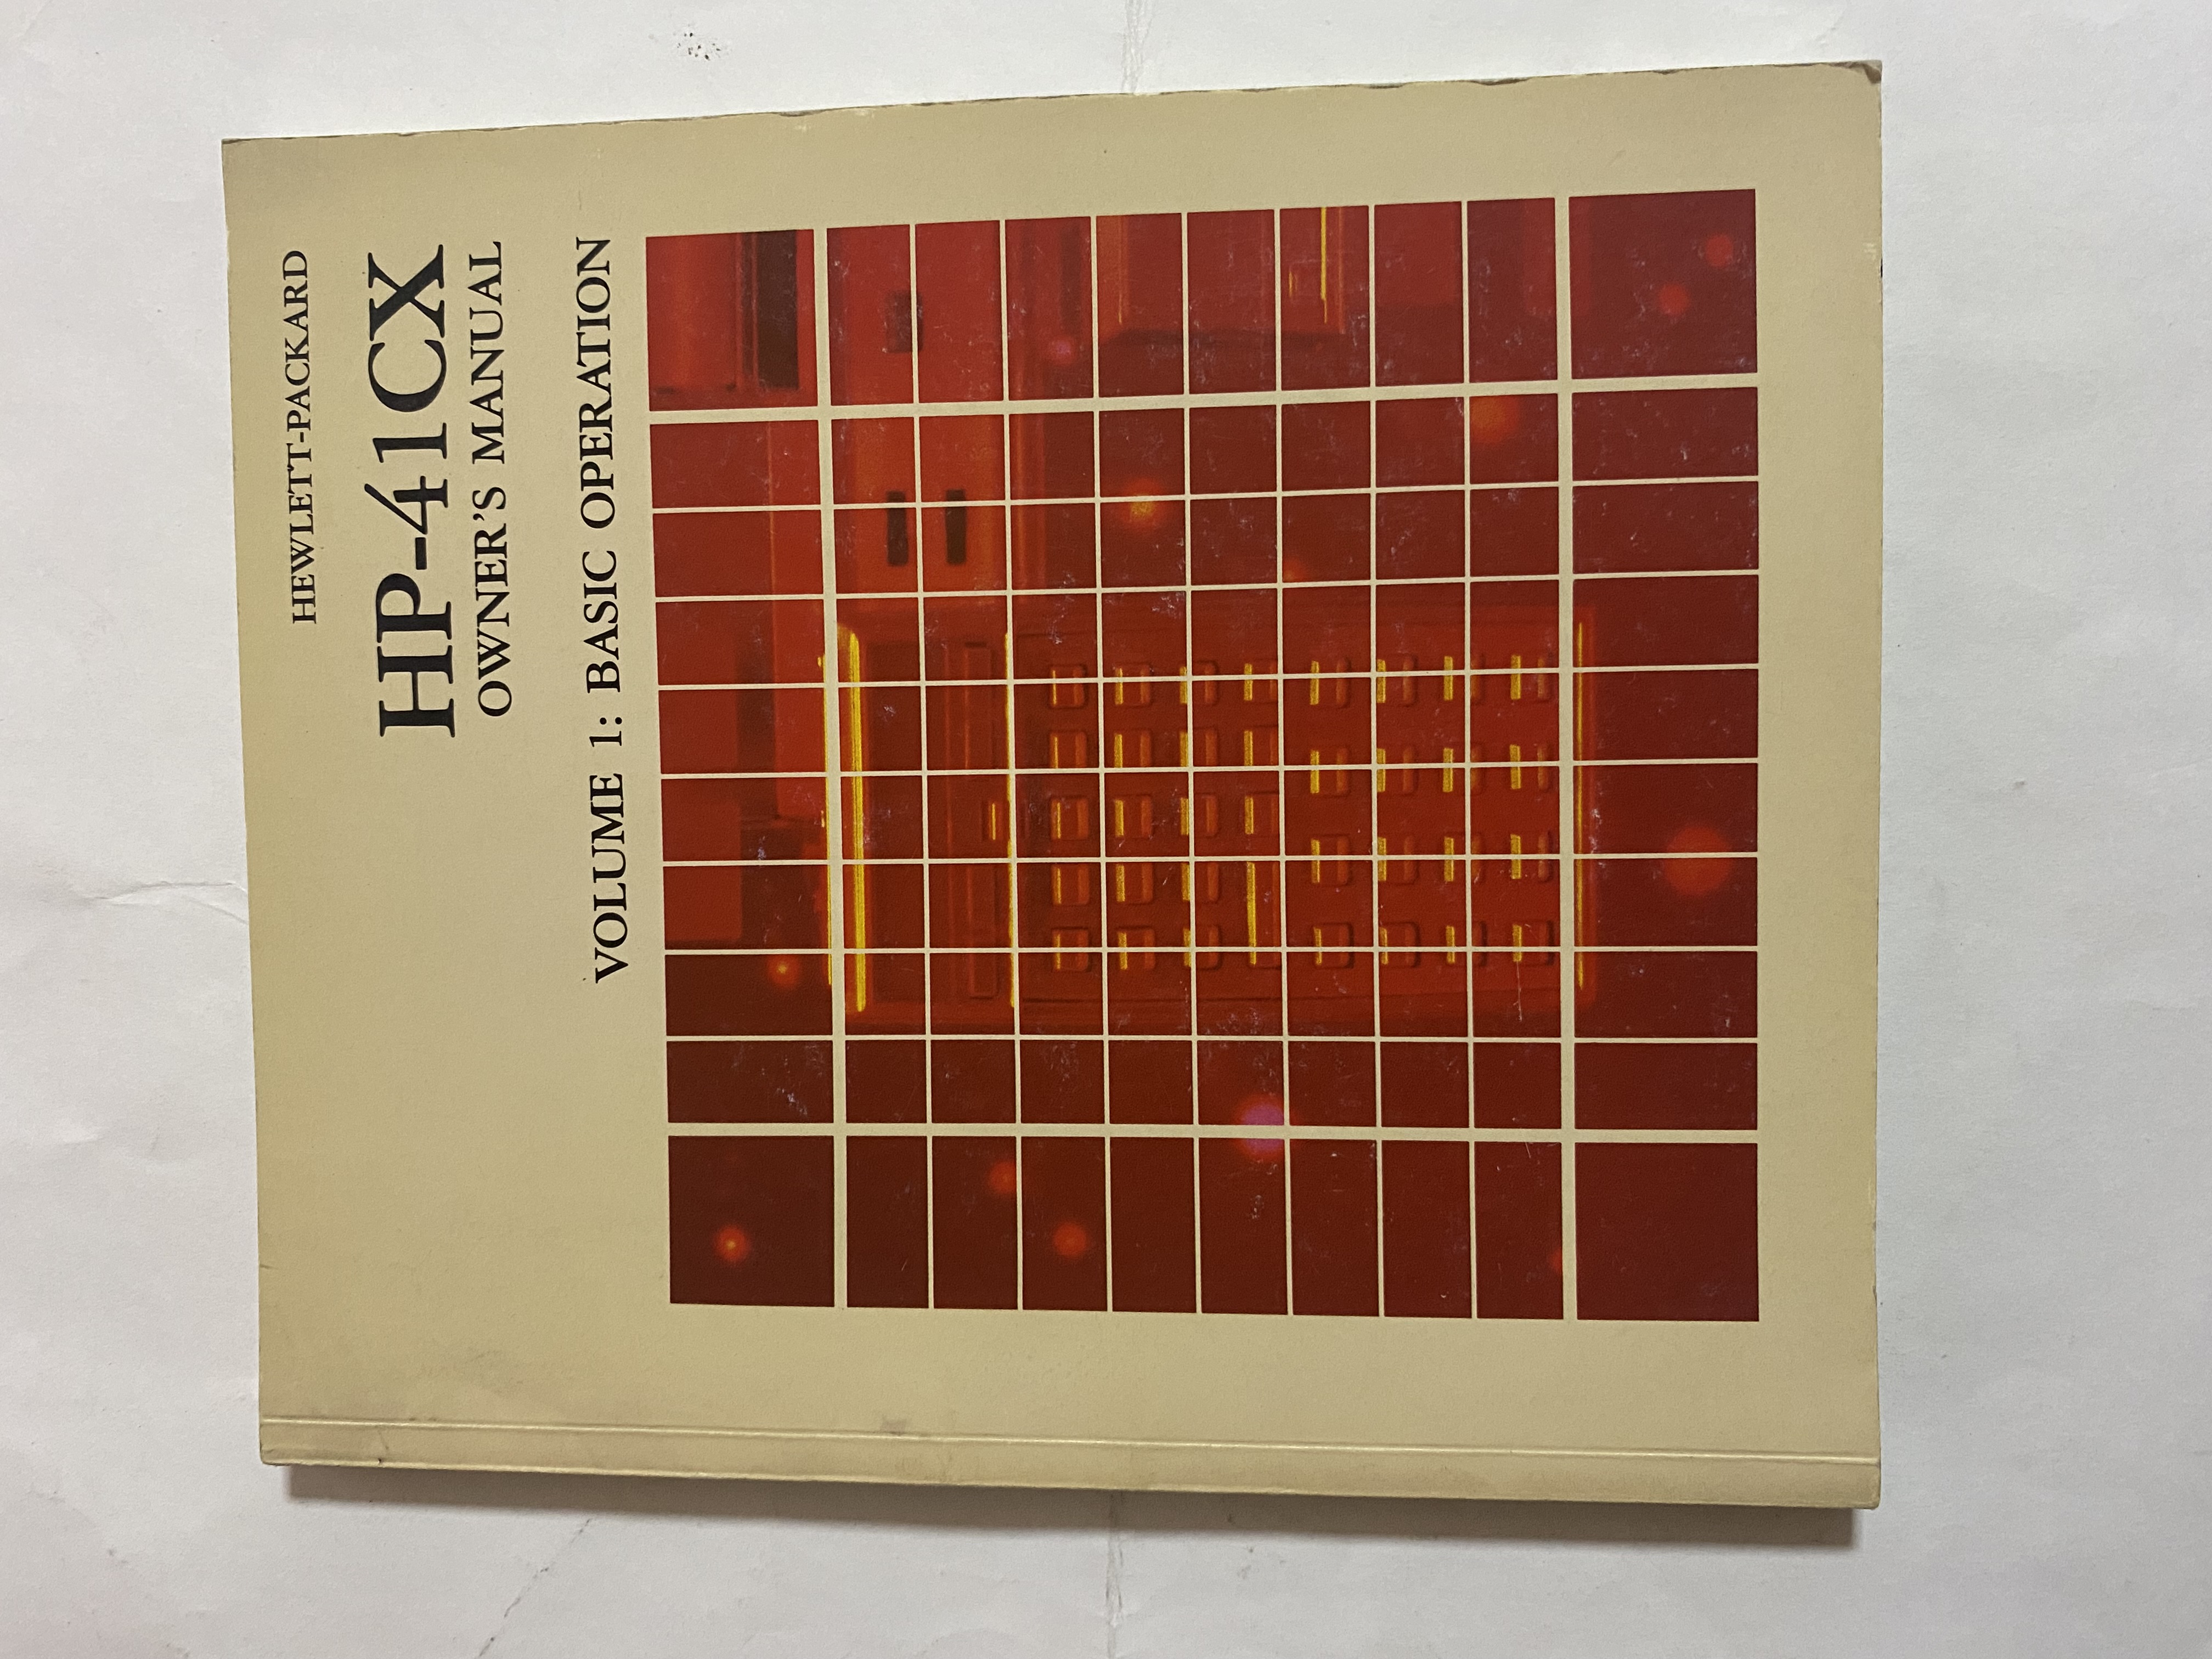 HEWLETT-PACKARD
HP-41CX
OWNER'S MANUAL
VOLUME 1: BASIC OPERATION